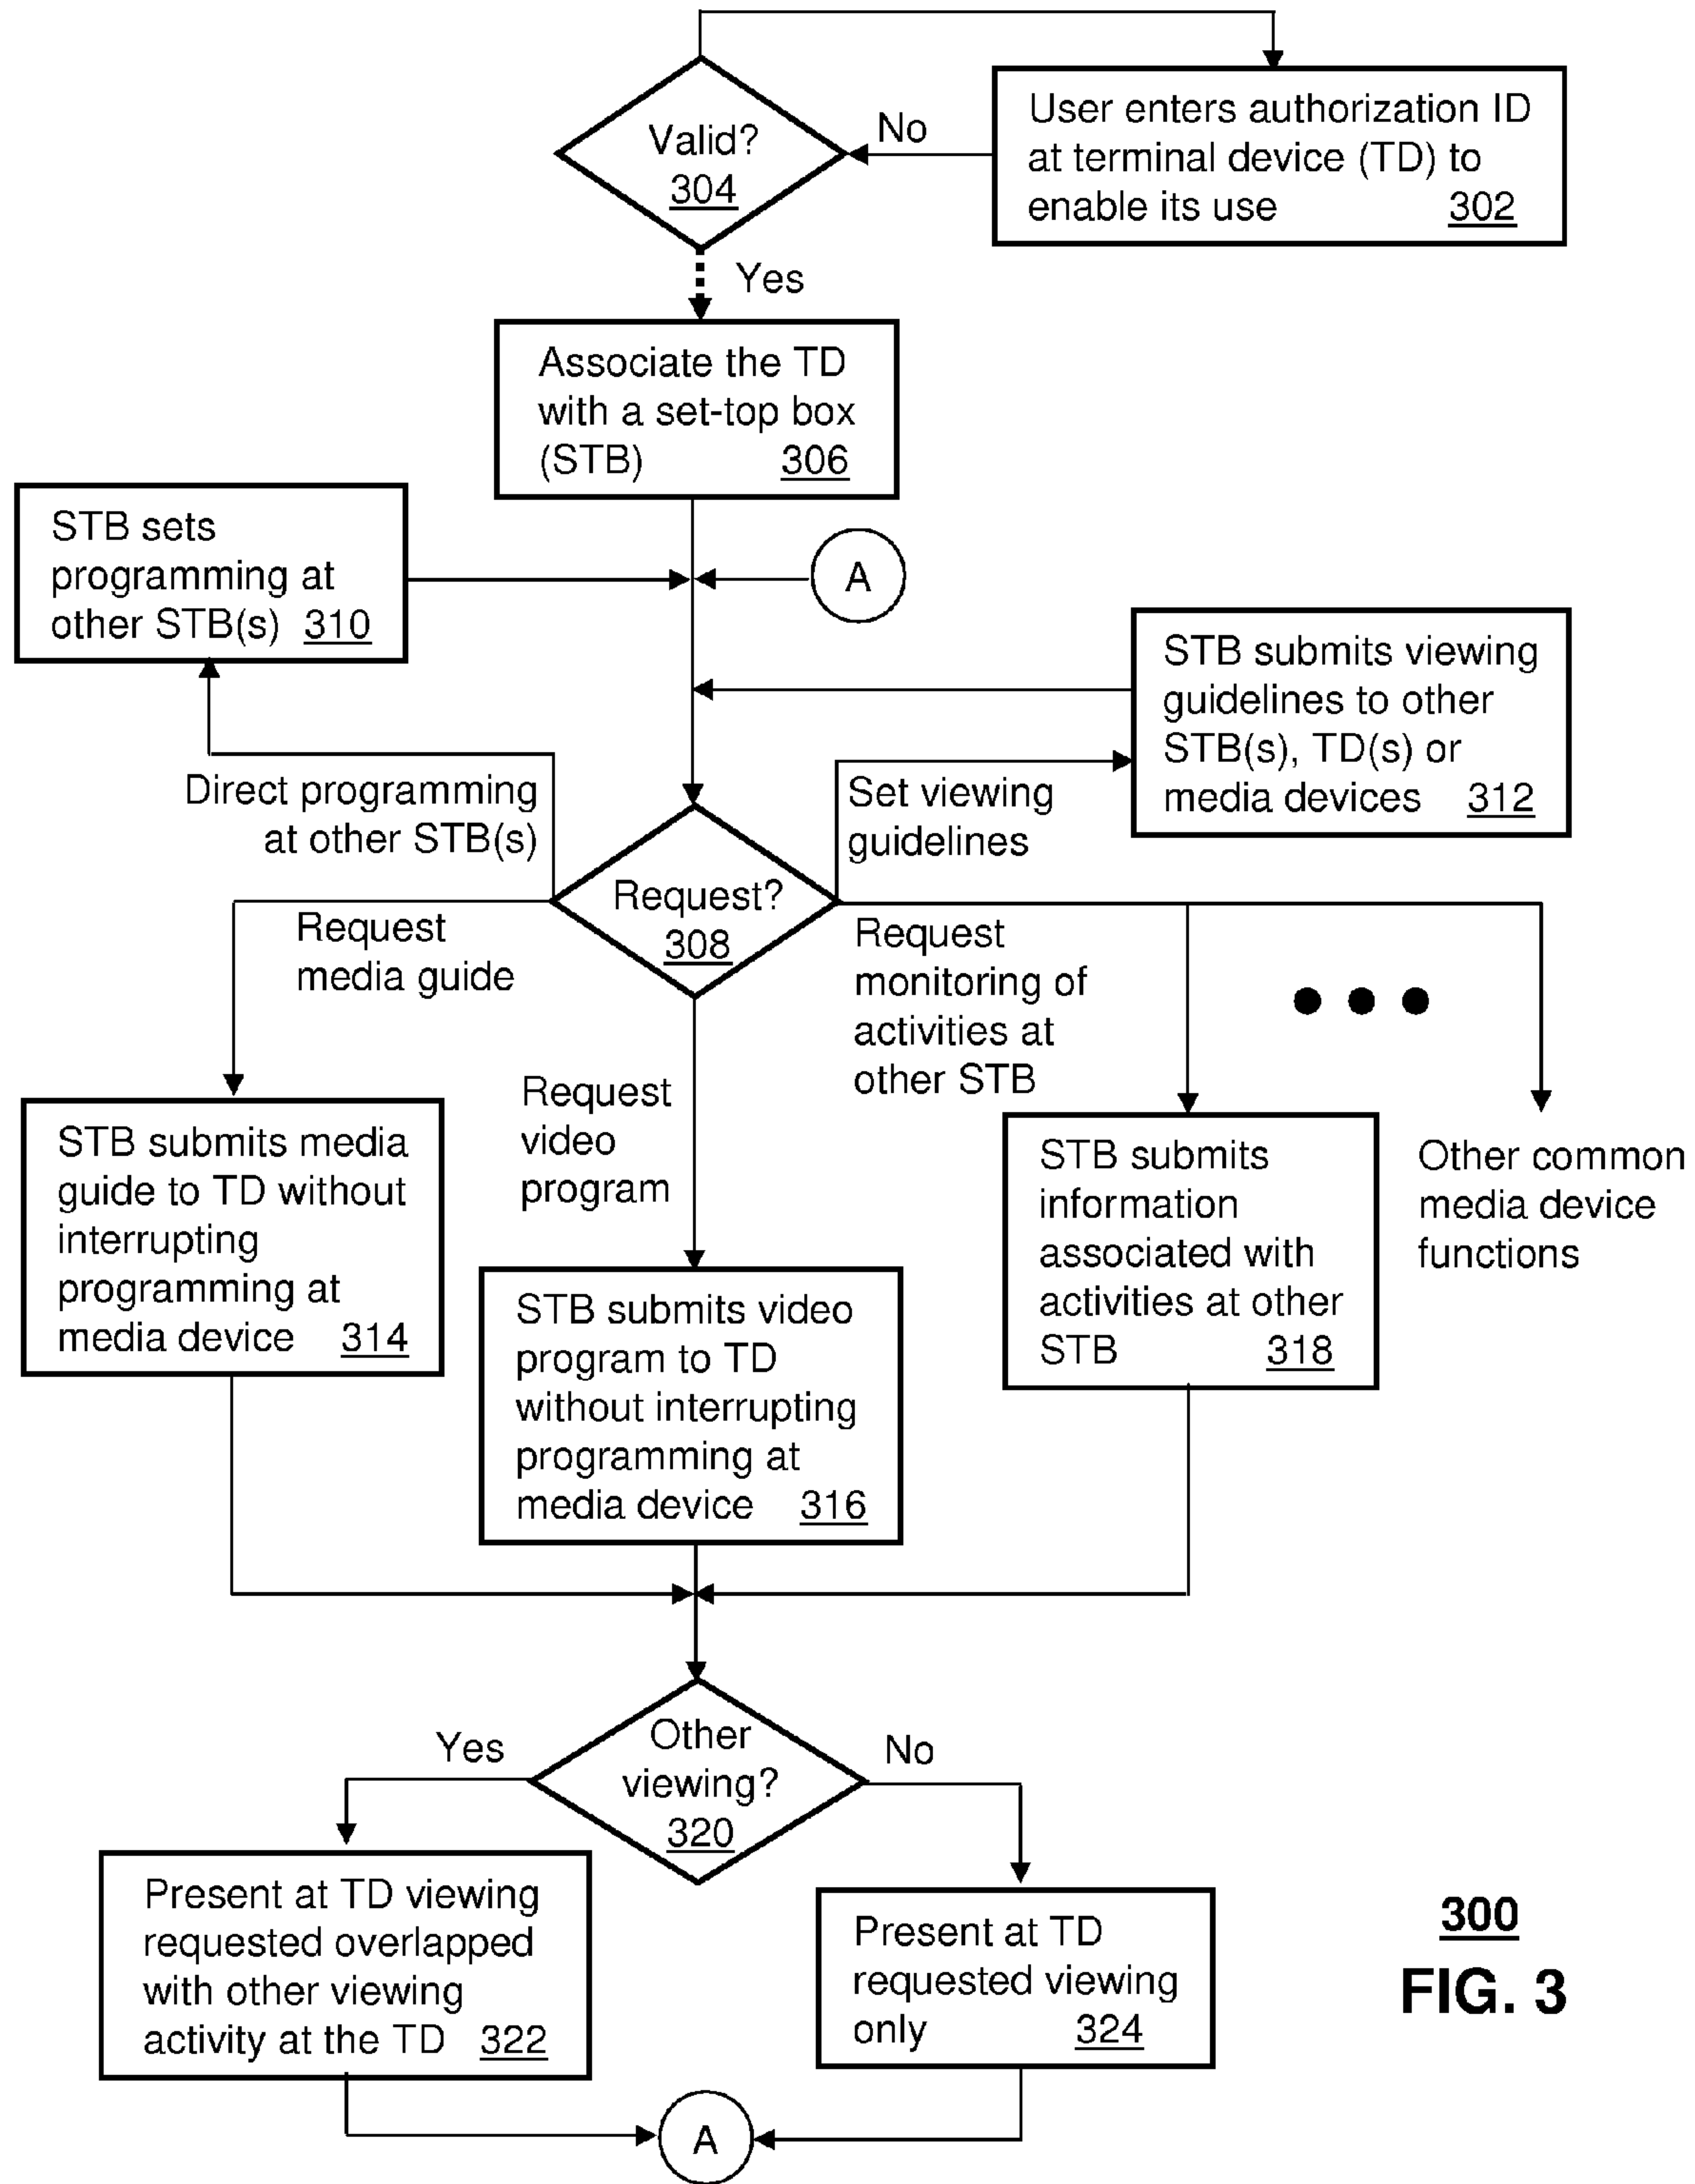 Valid?
304
No
User enters authorization ID
at terminal device (TD) to
enable its use 302
Yes
Associate the TD
with a set-top box
(STB) 306
STB sets
programming at
other STB(s) 310
A
STB submits viewing
guidelines to other
STB(s), TD(s) or
media devices 312
Direct programming
at other STB(s)
Set viewing
guidelines
Request?
308
Request
media guide
Request
monitoring of
activities at
other STB
Request
video
program
STB submits media
guide to TD without
interrupting
programming at
media device 314
STB submits video
program to TD
without interrupting
programming at
media device 316
STB submits
information
associated with
activities at other
STB 318
Other common
media device
functions
Other
viewing?
320
Yes
No
Present at TD viewing
requested overlapped
with other viewing
activity at the TD 322
Present at TD
requested viewing
only 324
A
300
FIG. 3